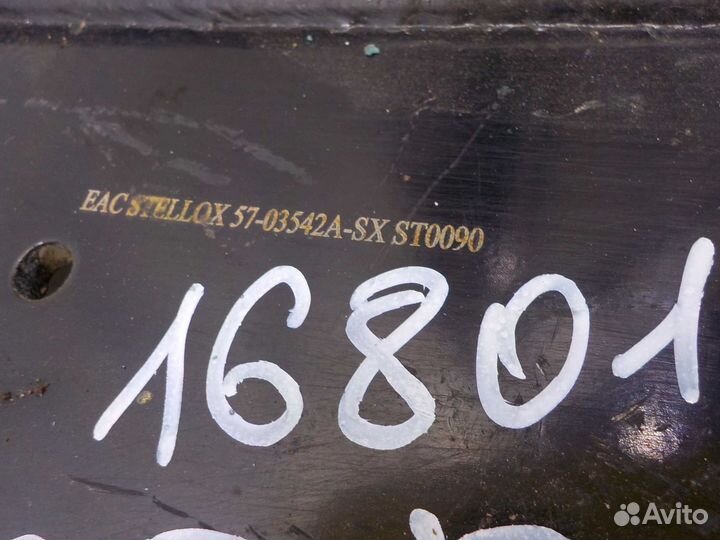 EAC STELLOX 57-03542A-SX ST0090
16801
Avito